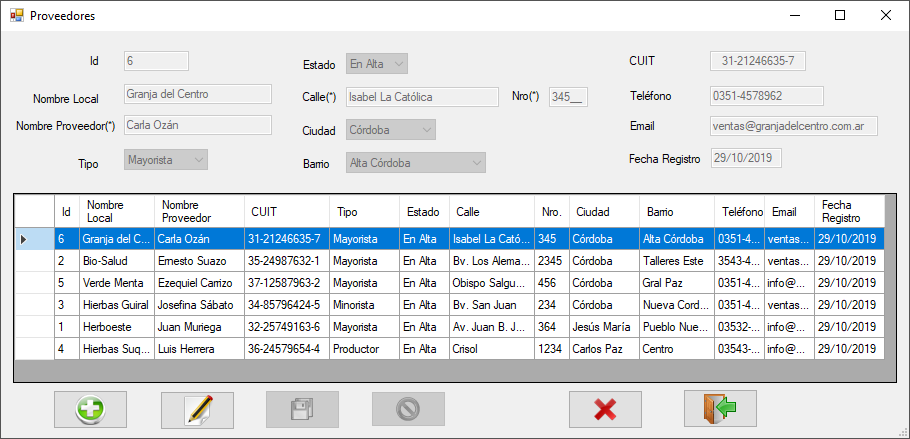 Proveedores
Id 6 Estado En Alta CUIT 31-21246635-7
Nombre Local Granja del Centro Calle(*) Isabel La Católica Nro(*) 345__ Teléfono 0351-4578962
Nombre Proveedor(*) Carla Ozán Ciudad Córdoba Email ventas@granjadelcentro.com.ar
Tipo Mayorista Barrio Alta Córdoba Fecha Registro 29/10/2019
Id Nombre Local Nombre Proveedor CUIT Tipo Estado Calle Nro. Ciudad Barrio Teléfono Email Fecha Registro
6 Granja del C... Carla Ozán 31-21246635-7 Mayorista En Alta Isabel La Cató... 345 Córdoba Alta Córdoba 0351-4... ventas... 29/10/2019
2 Bio-Salud Ernesto Suazo 35-24987632-1 Mayorista En Alta Bv. Los Alema... 2345 Córdoba Talleres Este 3543-4... ventas... 29/10/2019
5 Verde Menta Ezequiel Carrizo 37-12587963-2 Mayorista En Alta Obispo Salgu... 456 Córdoba Gral Paz 0351-4... info@... 29/10/2019
3 Hierbas Guiral Josefina Sábato 34-85796424-5 Minorista En Alta Bv. San Juan 234 Córdoba Nueva Cord... 0351-4... ventas... 29/10/2019
1 Herboeste Juan Muriega 32-25749163-6 Mayorista En Alta Av. Juan B. J... 364 Jesús María Pueblo Nue... 03532-... info@... 29/10/2019
4 Hierbas Suq... Luis Herrera 36-24579654-4 Productor En Alta Crisol 1234 Carlos Paz Centro 03543-... info@... 29/10/2019